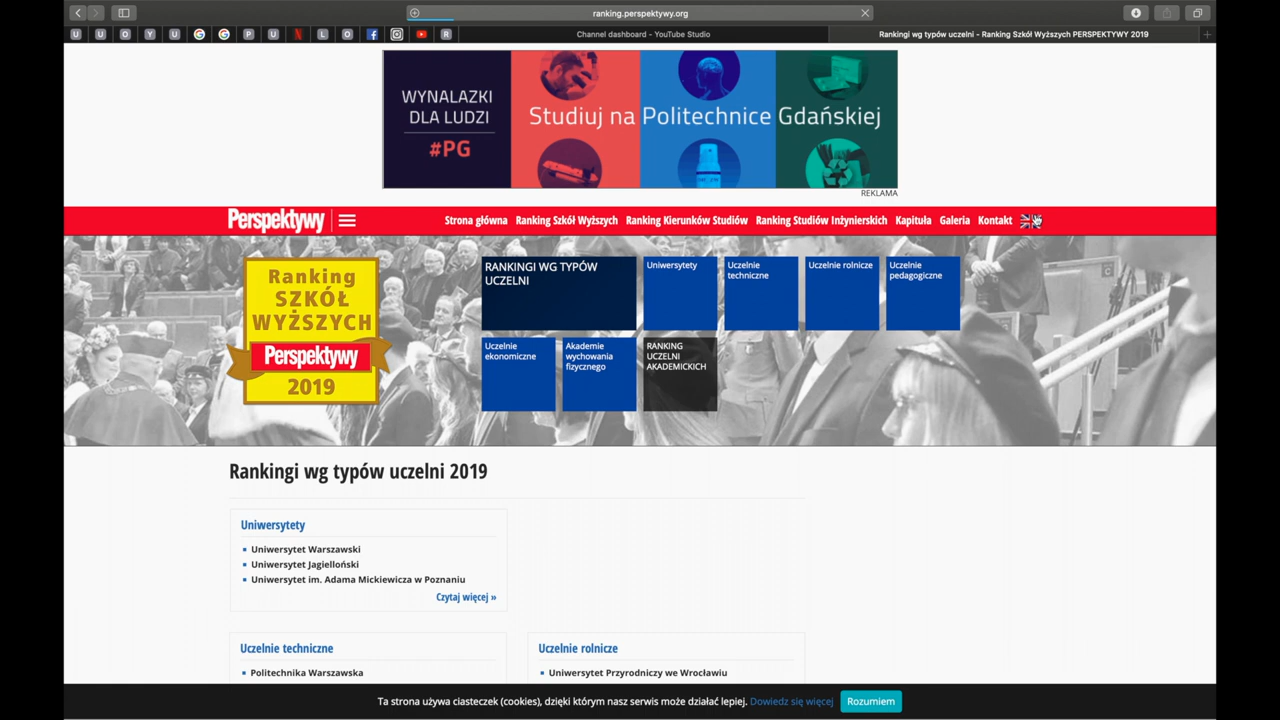 ranking.perspektywy.org
U U O Y U G G P U N L O f R
Channel dashboard - YouTube Studio
Rankingi wg typów uczelni - Ranking Szkół Wyższych PERSPEKTYWY 2019
WYNALAZKI
DLA LUDZI
#PG
Studiuj na Politechnice Gdańskiej
REKLAMA
Perspektywy
Strona główna Ranking Szkół Wyższych Ranking Kierunków Studiów Ranking Studiów Inżynierskich Kapituła Galeria Kontakt
Ranking
SZKÓŁ
WYŻSZYCH
Perspektywy
2019
RANKINGI WG TYPÓW
UCZELNI
Uniwersytety
Uczelnie
techniczne
Uczelnie rolnicze
Uczelnie
pedagogiczne
Uczelnie
ekonomiczne
Akademie
wychowania
fizycznego
RANKING
UCZELNI
AKADEMICKICH
Rankingi wg typów uczelni 2019
Uniwersytety
Uniwersytet Warszawski
Uniwersytet Jagielloński
Uniwersytet im. Adama Mickiewicza w Poznaniu
Czytaj więcej »
Uczelnie techniczne
Politechnika Warszawska
Uczelnie rolnicze
Uniwersytet Przyrodniczy we Wrocławiu
Ta strona używa ciasteczek (cookies), dzięki którym nasz serwis może działać lepiej. Dowiedz się więcej Rozumiem